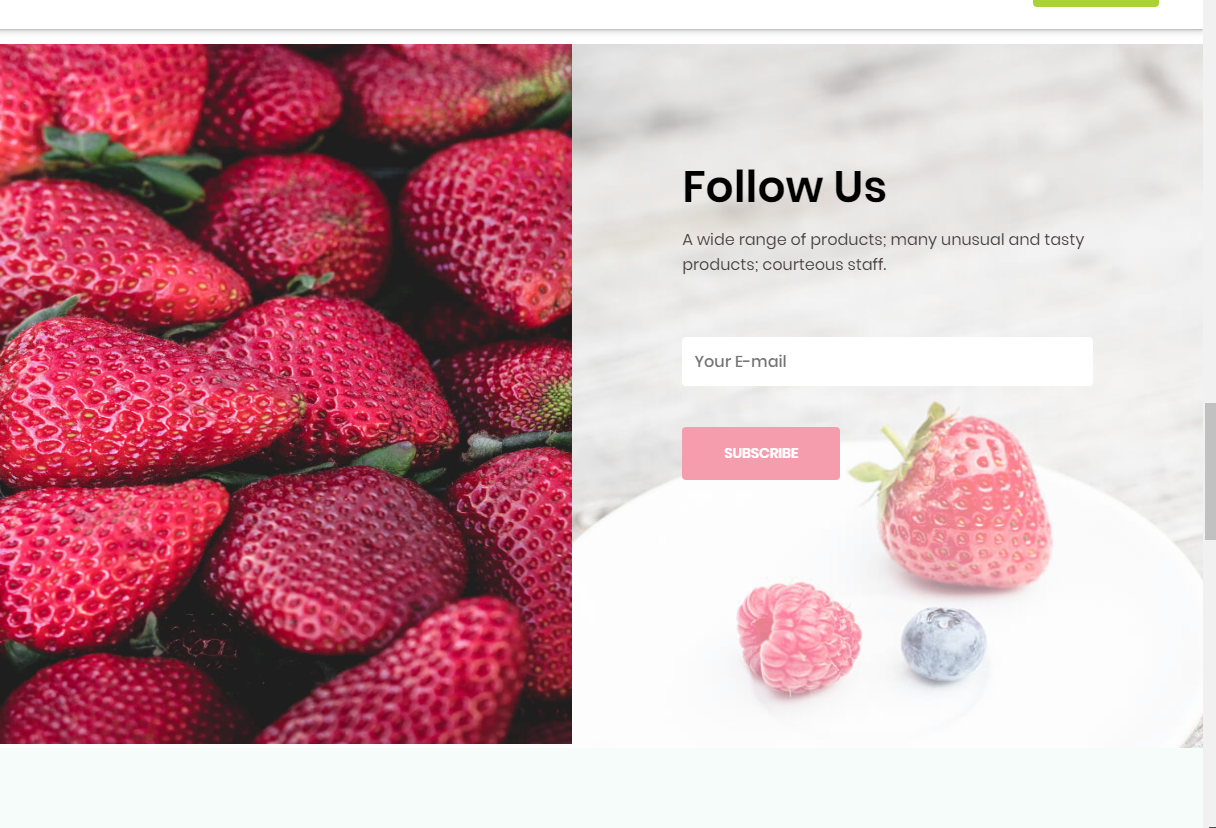 Follow Us
A wide range of products; many unusual and tasty
products; courteous staff.
Your E-mail
SUBSCRIBE